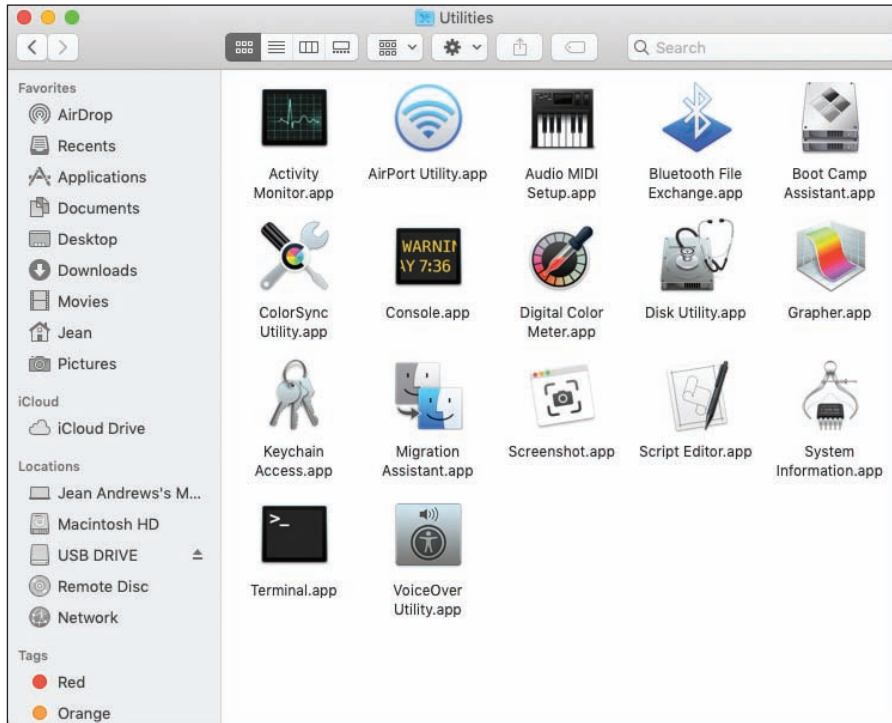 Utilities
Search
Favorites
AirDrop
Recents
Applications
Documents
Desktop
Downloads
Movies
Jean
Pictures
iCloud
iCloud Drive
Locations
Jean Andrews's M...
Macintosh HD
USB DRIVE
Remote Disc
Network
Tags
Red
Orange
Activity
Monitor.app
AirPort Utility.app
Audio MIDI
Setup.app
Bluetooth File
Exchange.app
Boot Camp
Assistant.app
WARNIN
AY 7:36
ColorSync
Utility.app
Console.app
Digital Color
Meter.app
Disk Utility.app
Grapher.app
Keychain
Access.app
Migration
Assistant.app
Screenshot.app
Script Editor.app
System
Information.app
>_
Terminal.app
VoiceOver
Utility.app